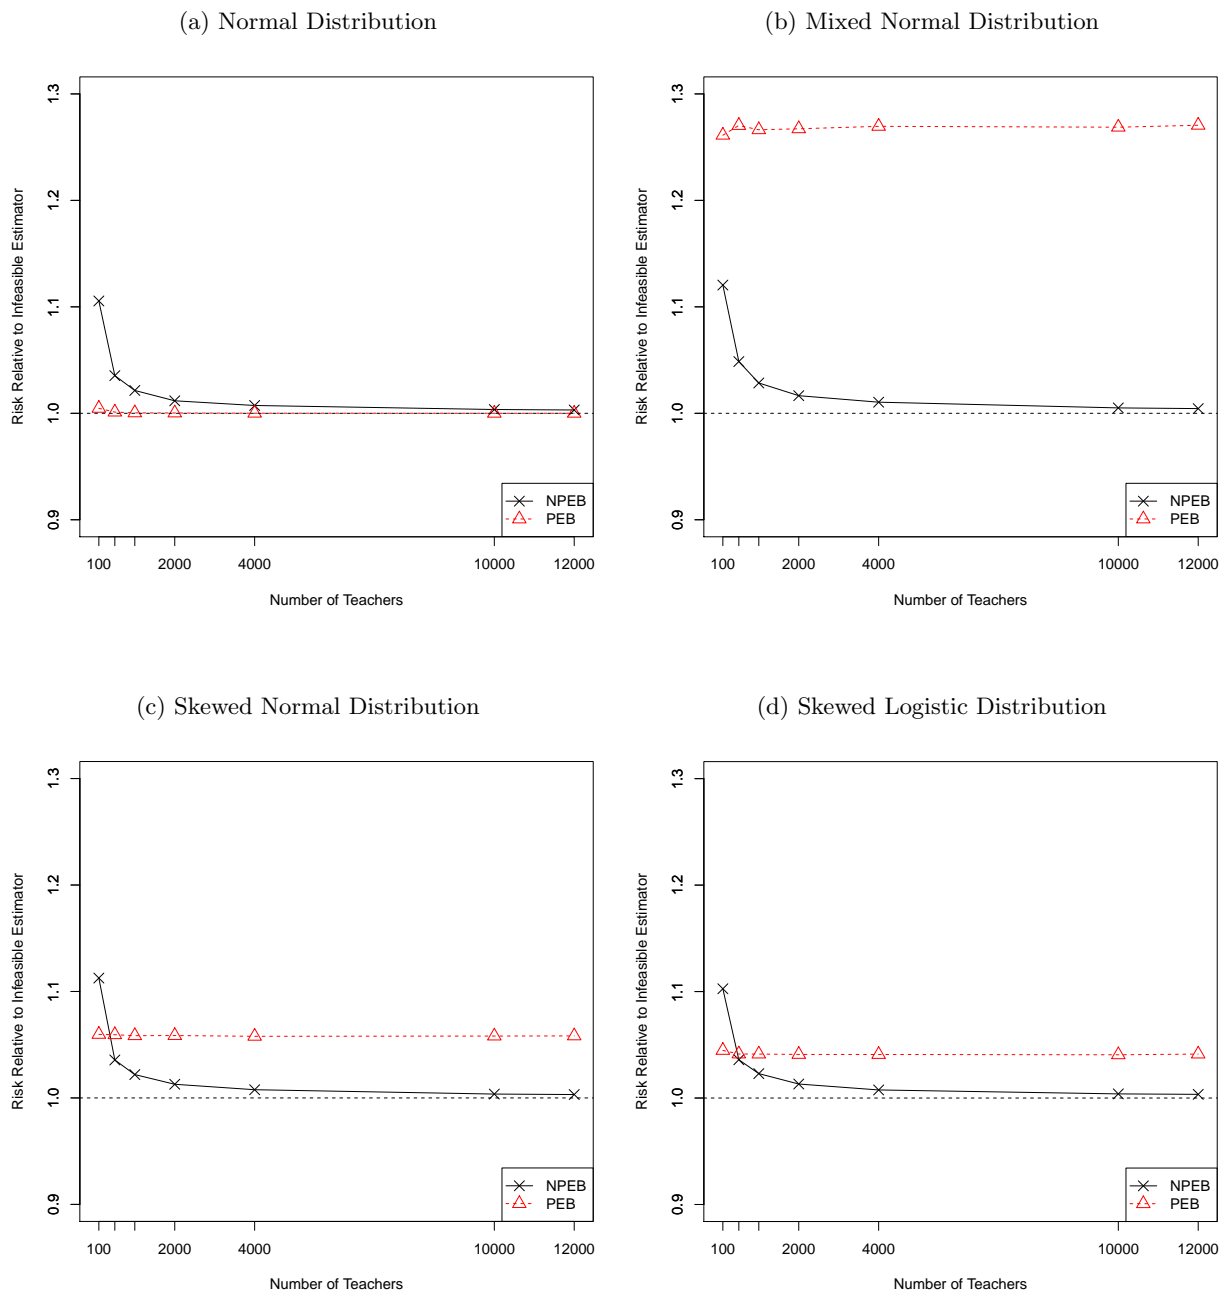 (a) Normal Distribution
Risk Relative to Infeasible Estimator
1.3
1.2
1.1
1.0
0.9
NPEB
PEB
100 2000 4000 10000 12000
Number of Teachers
(b) Mixed Normal Distribution
Risk Relative to Infeasible Estimator
1.3
1.2
1.1
1.0
0.9
NPEB
PEB
100 2000 4000 10000 12000
Number of Teachers
(c) Skewed Normal Distribution
Risk Relative to Infeasible Estimator
1.3
1.2
1.1
1.0
0.9
NPEB
PEB
100 2000 4000 10000 12000
Number of Teachers
(d) Skewed Logistic Distribution
Risk Relative to Infeasible Estimator
1.3
1.2
1.1
1.0
0.9
NPEB
PEB
100 2000 4000 10000 12000
Number of Teachers